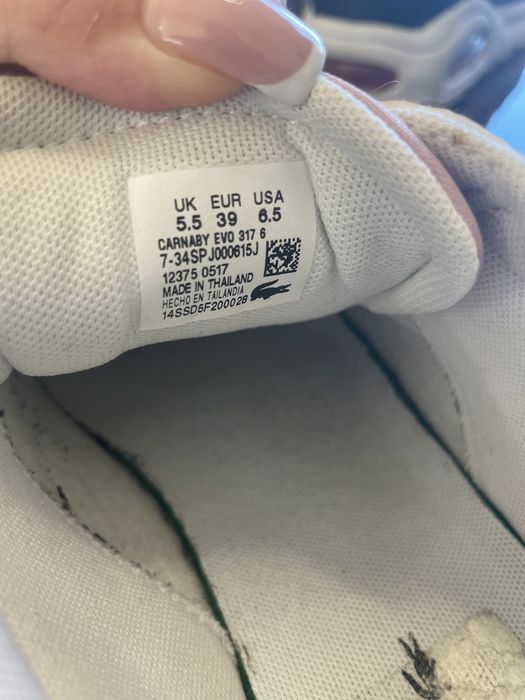 UK EUR USA
5.5 39 6.5
CARNABY EVO 317 6
7-34SPJ000615J
12375 0517
MADE IN THAILAND
HECHO EN TAILANDIA
14SSD5F200028